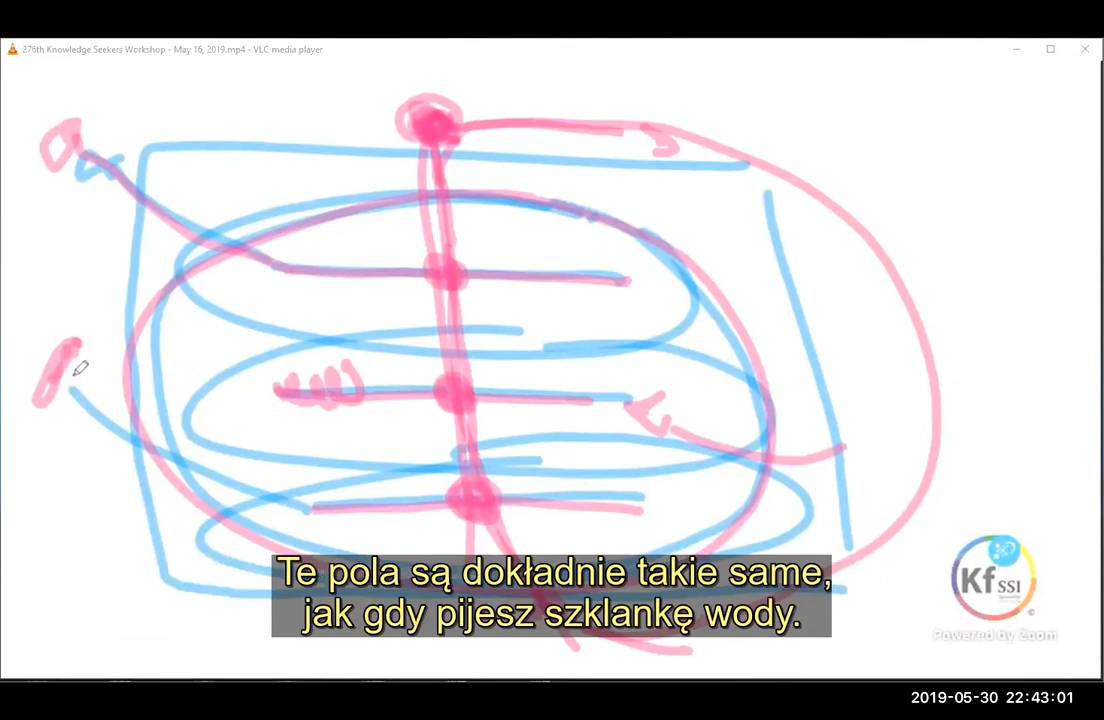 276th Knowledge Seekers Workshop - May 16, 2019.mp4 - VLC media player
Te pola są dokładnie takie same,
jak gdy pijesz szklankę wody.
Kf SSI
Powered by Zoom
2019-05-30 22:43:01